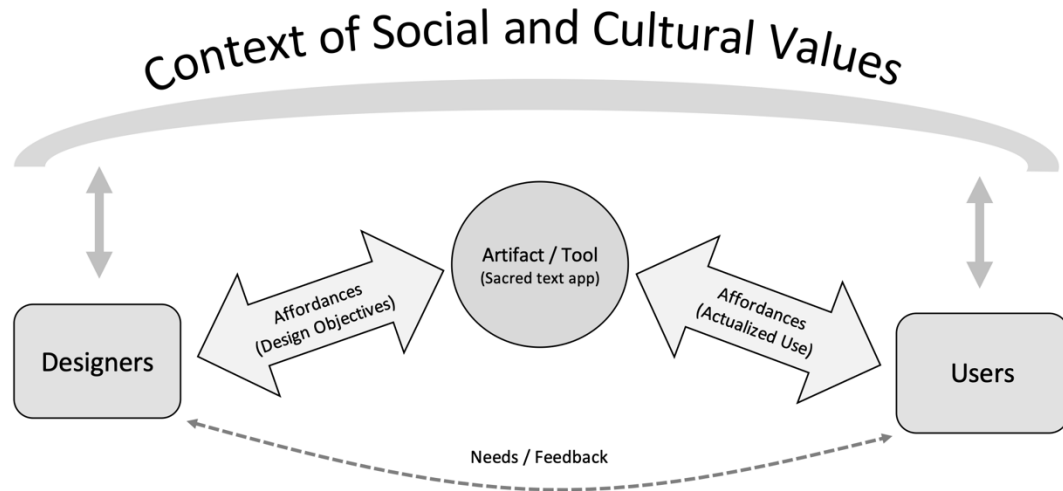 Context of Social and Cultural Values
Artifact / Tool
(Sacred text app)
Affordances
(Design Objectives)
Affordances
(Actualized Use)
Designers
Users
Needs / Feedback